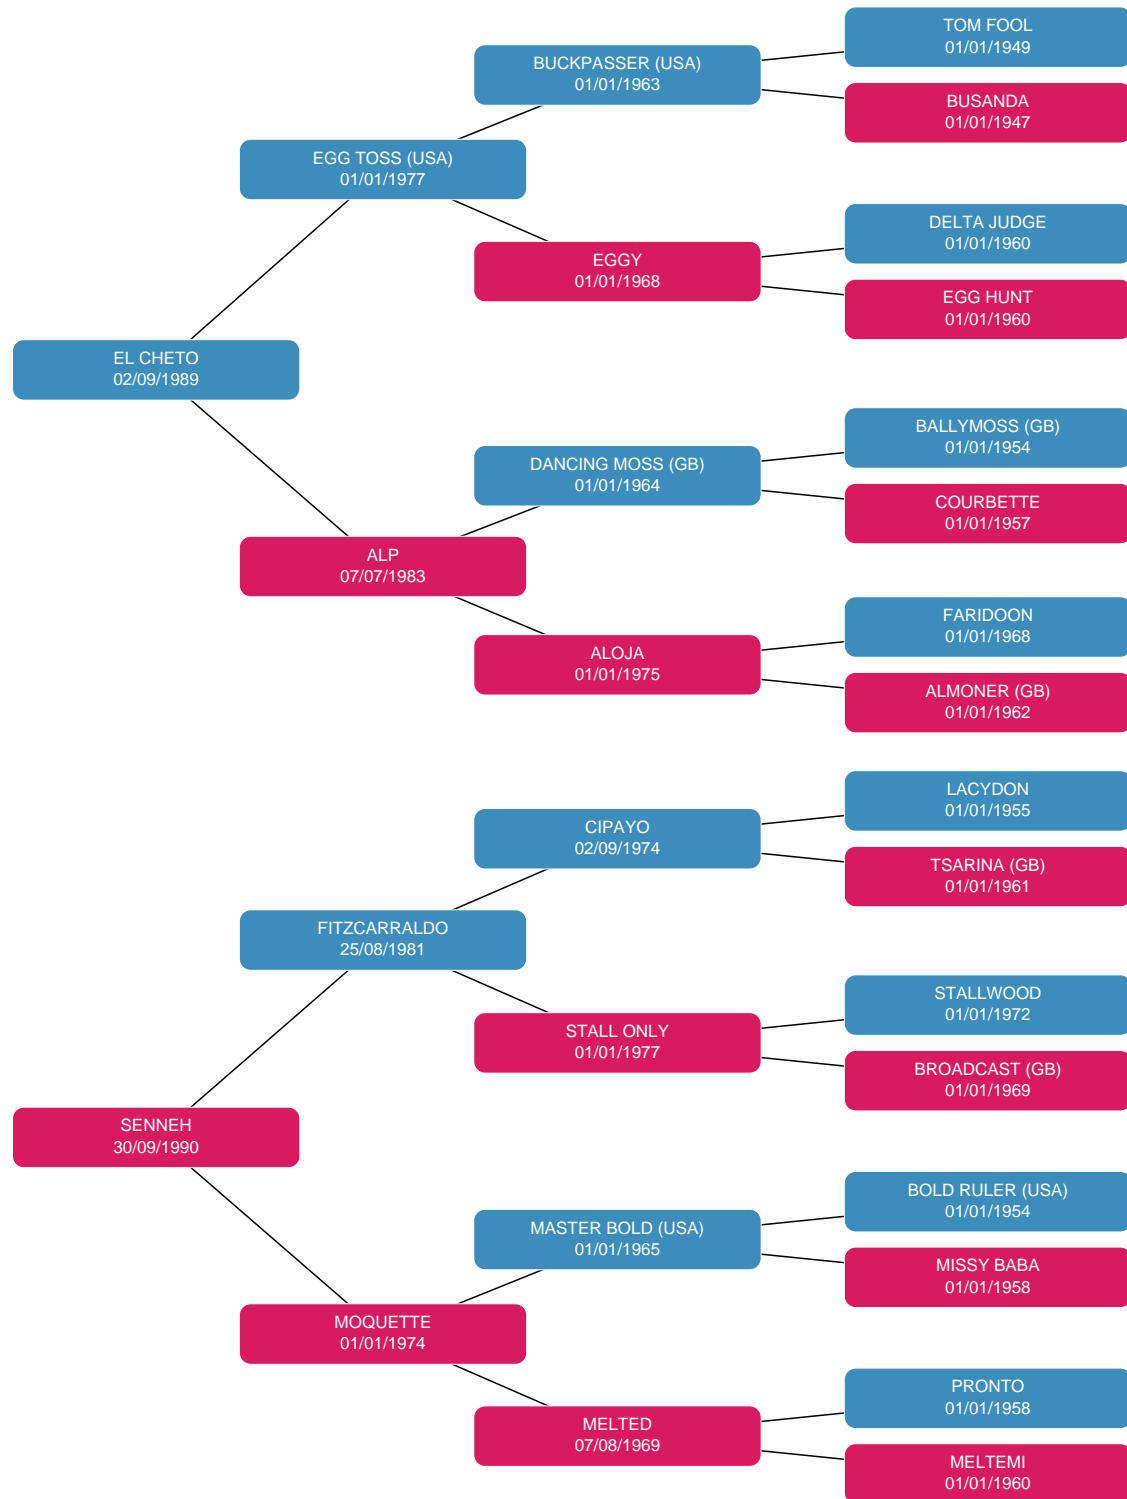 TOM FOOL
01/01/1949
BUCKPASSER (USA)
01/01/1963
BUSANDA
01/01/1947
EGG TOSS (USA)
01/01/1977
DELTA JUDGE
01/01/1960
EGGY
01/01/1968
EGG HUNT
01/01/1960
EL CHETO
02/09/1989
BALLYMOSS (GB)
01/01/1954
DANCING MOSS (GB)
01/01/1964
COURBETTE
01/01/1957
ALP
07/07/1983
FARIDOON
01/01/1968
ALOJA
01/01/1975
ALMONER (GB)
01/01/1962
LACYDON
01/01/1955
CIPAYO
02/09/1974
TSARINA (GB)
01/01/1961
FITZCARRALDO
25/08/1981
STALLWOOD
01/01/1972
STALL ONLY
01/01/1977
BROADCAST (GB)
01/01/1969
SENNEH
30/09/1990
BOLD RULER (USA)
01/01/1954
MASTER BOLD (USA)
01/01/1965
MISSY BABA
01/01/1958
MOQUETTE
01/01/1974
PRONTO
01/01/1958
MELTED
07/08/1969
MELTEMI
01/01/1960